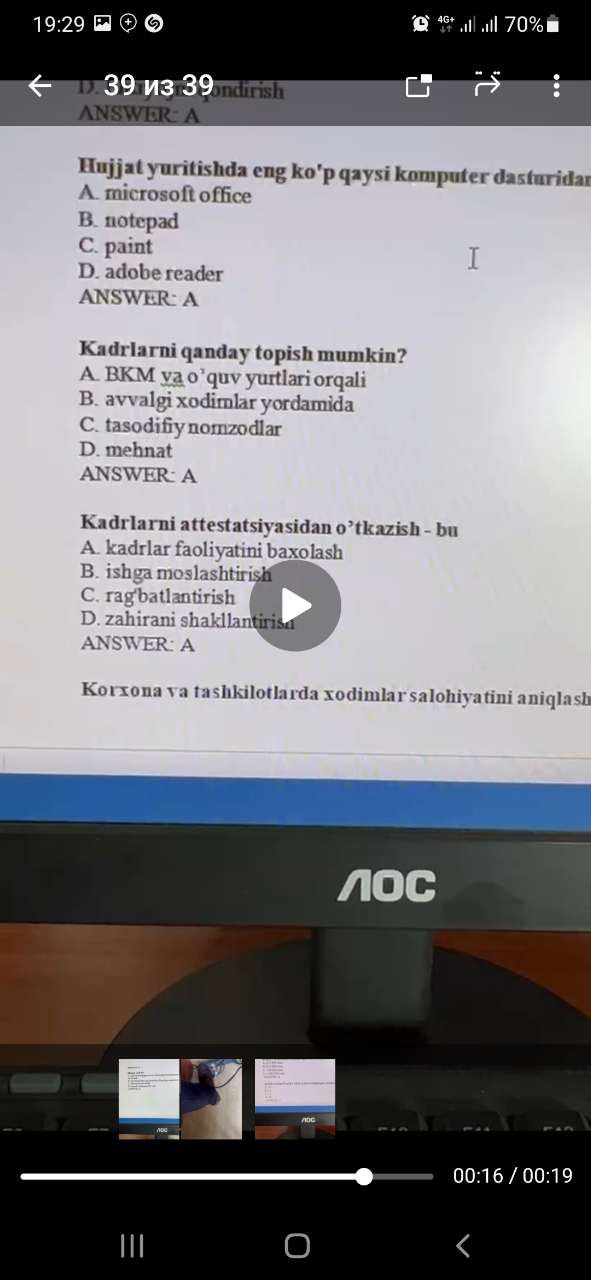 19:29 4G+ 70%
39 из 39
D.
ANSWER: A
Hujjat yuritishda eng ko'p qaysi komputer dasturidan
A. microsoft office
B. notepad
C. paint
D. adobe reader
ANSWER: A
Kadrlarni qanday topish mumkin?
A. BKM va o’quv yurtlari orqali
B. avvalgi xodimlar yordamida
C. tasodifiy nomzodlar
D. mehnat
ANSWER: A
Kadrlarni attestatsiyasidan o’tkazish - bu
A. kadrlar faoliyatini baxolash
B. ishga moslashtirish
C. rag'batlantirish
D. zahirani shakllantirish
ANSWER: A
Korxona va tashkilotlarda xodimlar salohiyatini aniqlash
AOC
00:16 / 00:19